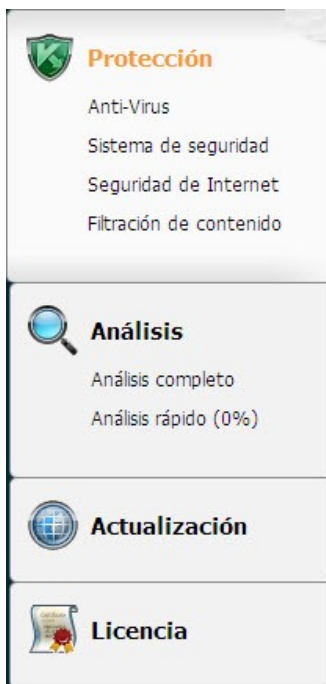 Protección
Anti-Virus
Sistema de seguridad
Seguridad de Internet
Filtración de contenido
Análisis
Análisis completo
Análisis rápido (0%)
Actualización
Licencia